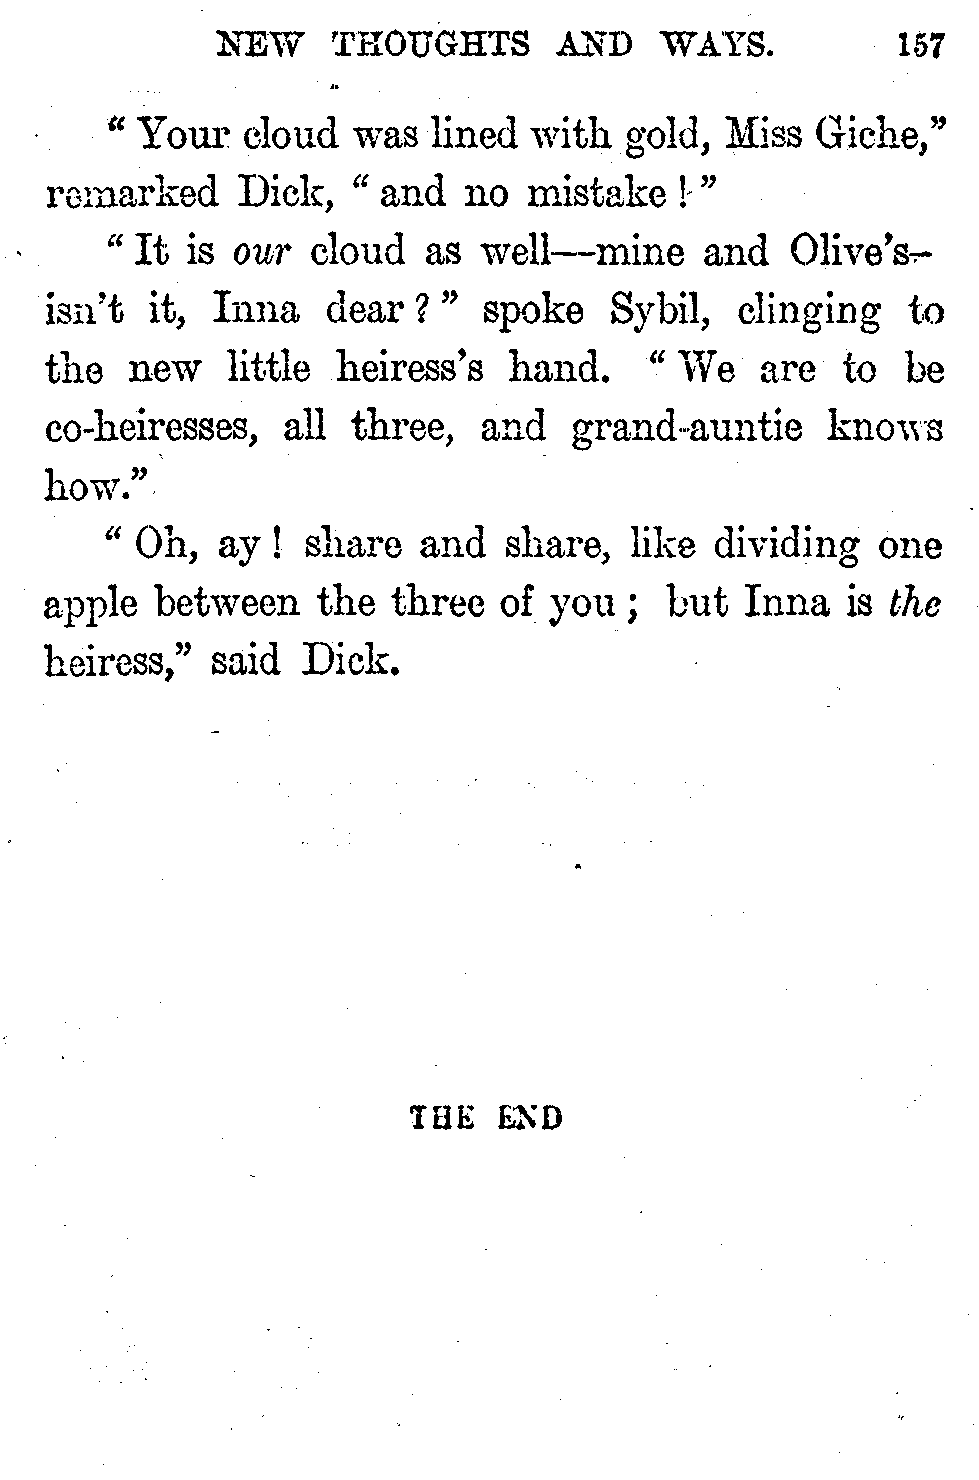 NEW THOUGHTS AND WAYS. 157
“Your cloud was lined with gold, Miss Giche,”
remarked Dick, “and no mistake!”
“It is our cloud as well—mine and Olive’s—
isn’t it, Inna dear?” spoke Sybil, clinging to
the new little heiress’s hand. “We are to be
co-heiresses, all three, and grand-auntie knows
how.”
“Oh, ay! share and share, like dividing one
apple between the three of you; but Inna is the
heiress,” said Dick.
THE END